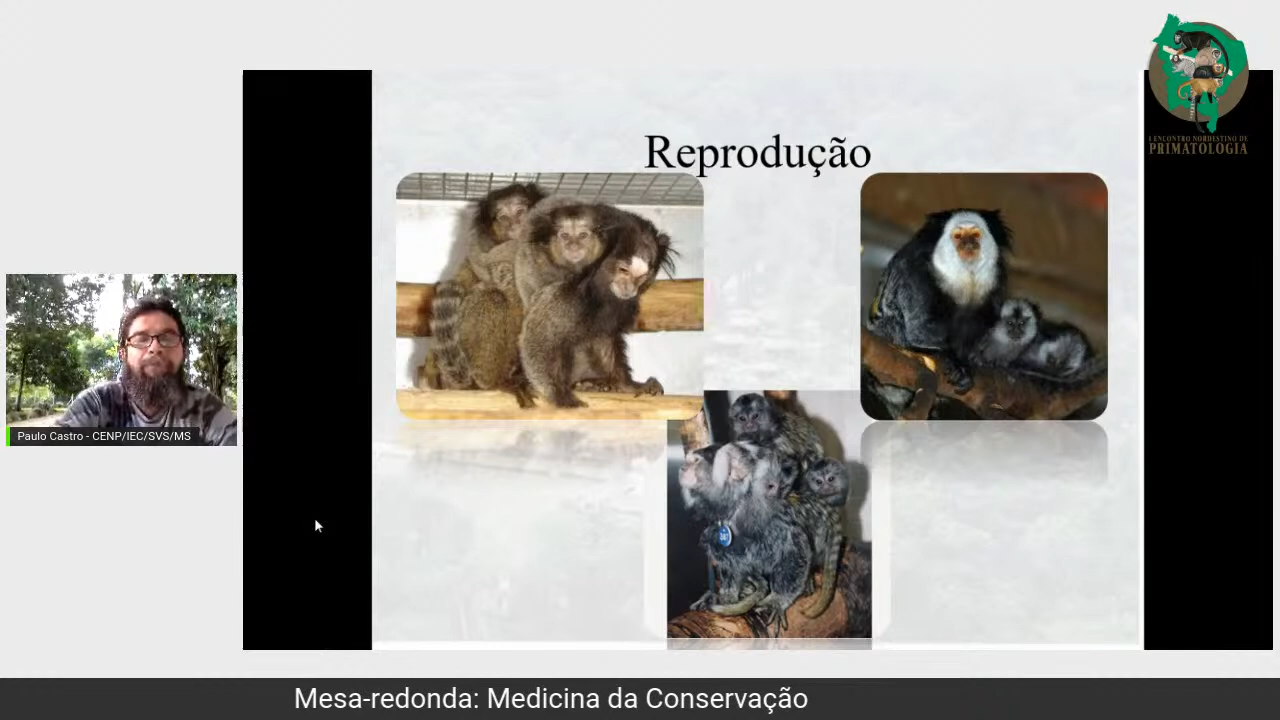 I ENCONTRO NORDESTINO DE
PRIMATOLOGIA
Reprodução
Paulo Castro - CENP/IEC/SVS/MS
Mesa-redonda: Medicina da Conservação